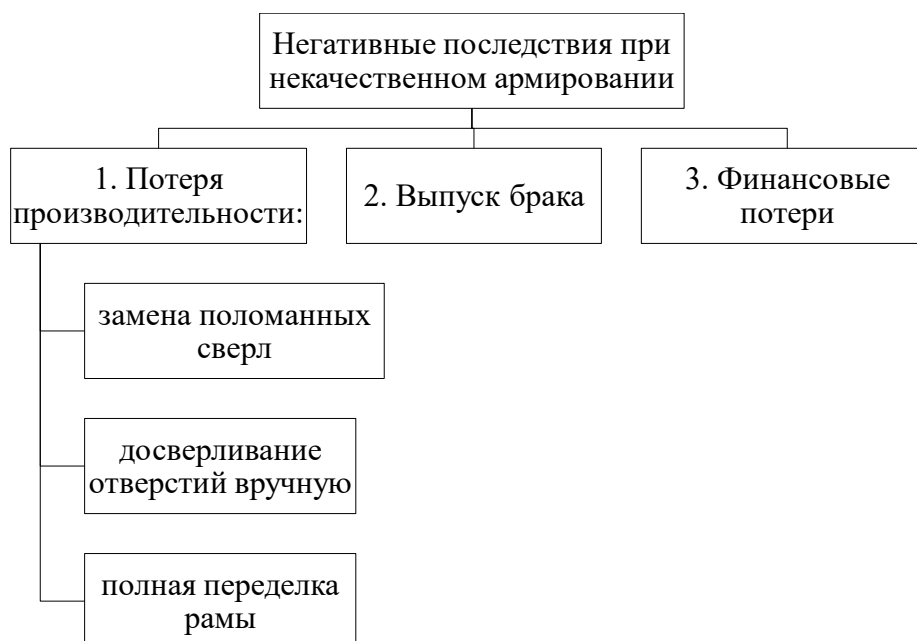 Негативные последствия при
некачественном армировании
1. Потеря
производительности:
2. Выпуск брака
3. Финансовые
потери
замена поломанных
сверл
досверливание
отверстий вручную
полная переделка
рамы